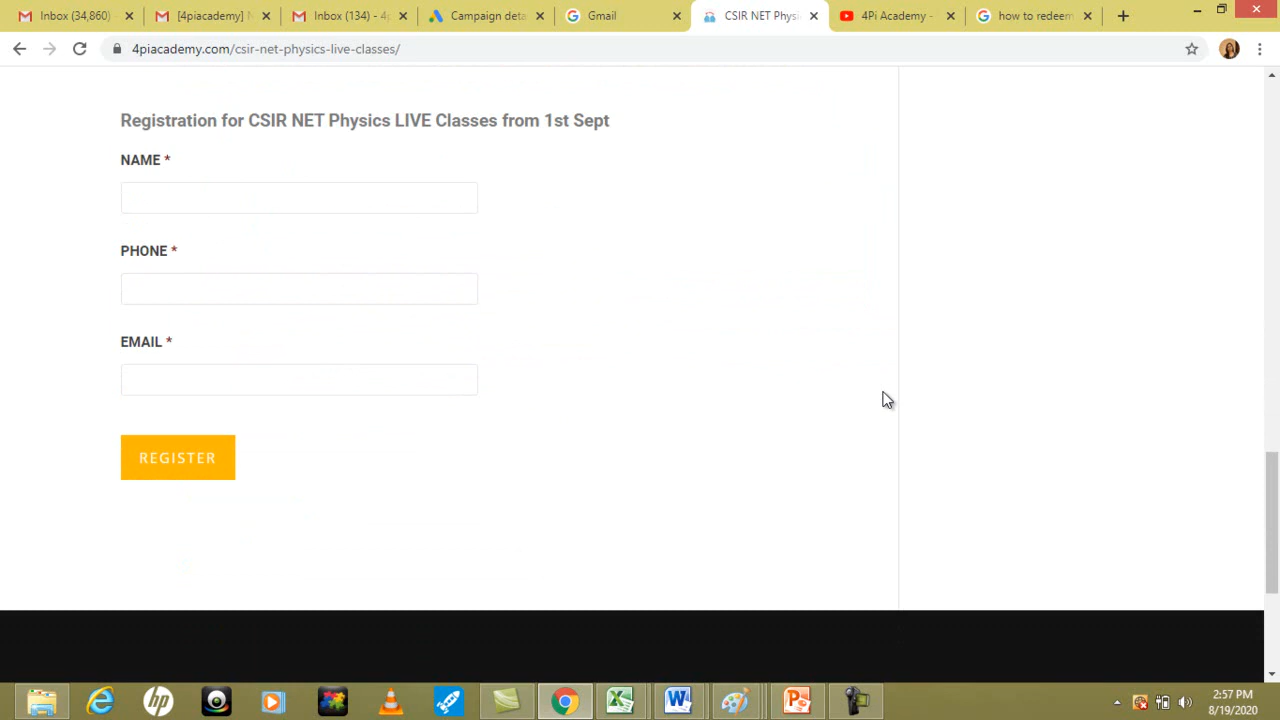 Inbox (34,860)
[4piacademy] N
Inbox (134) - 4
Campaign deta
Gmail
CSIR NET Physi
4Pi Academy -
how to redeem
4piacademy.com/csir-net-physics-live-classes/
Registration for CSIR NET Physics LIVE Classes from 1st Sept
NAME *
PHONE *
EMAIL *
REGISTER
2:57 PM
8/19/2020